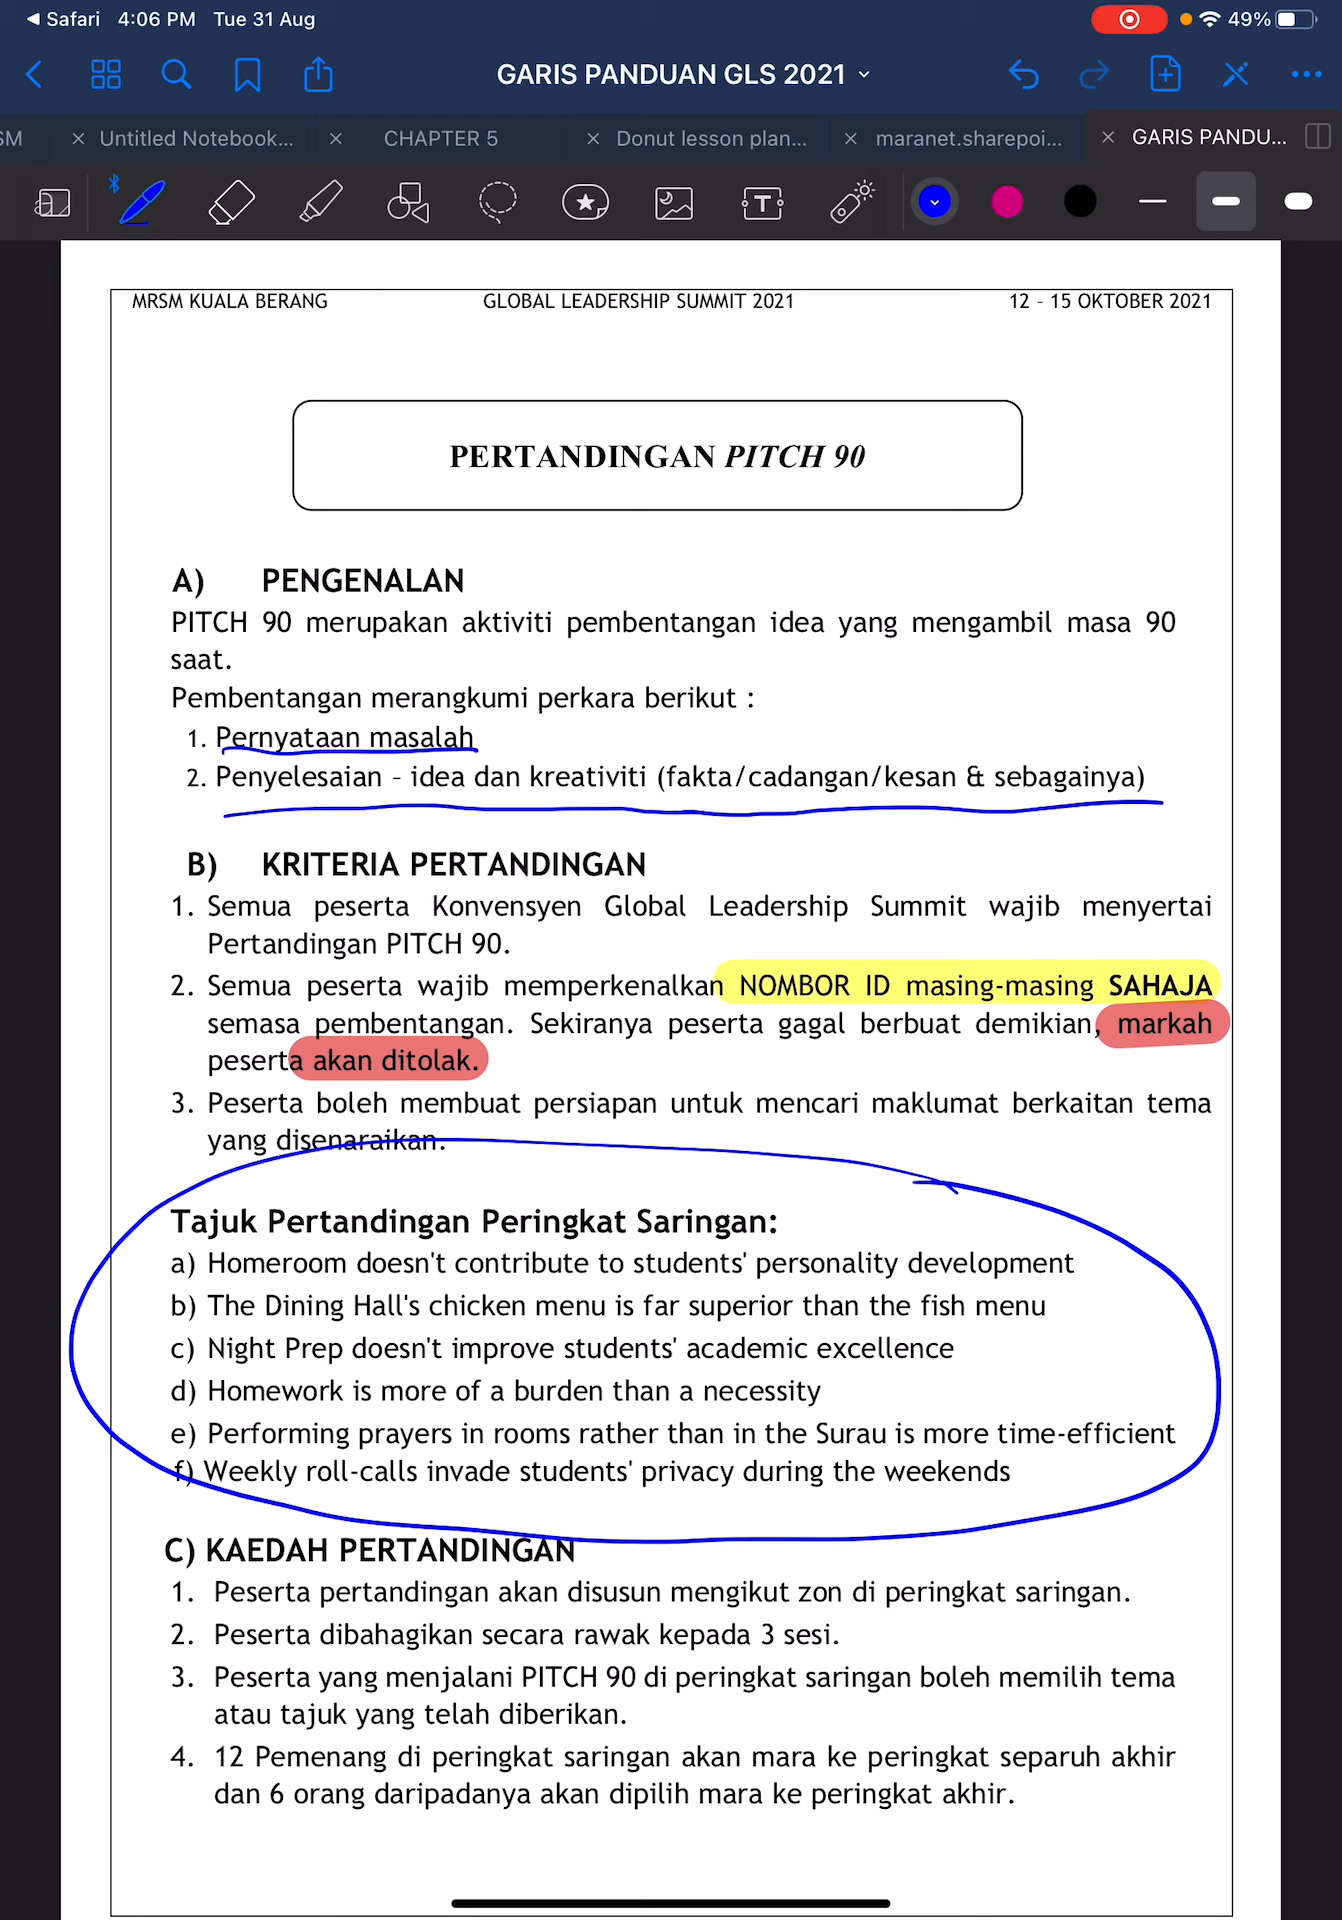 Safari 4:06 PM Tue 31 Aug 49%
GARIS PANDUAN GLS 2021
SM Untitled Notebook... CHAPTER 5 Donut lesson plan... maranet.sharepoi... GARIS PANDU...
MRSM KUALA BERANG GLOBAL LEADERSHIP SUMMIT 2021 12 - 15 OKTOBER 2021
PERTANDINGAN PITCH 90
A) PENGENALAN
PITCH 90 merupakan aktiviti pembentangan idea yang mengambil masa 90
saat.
Pembentangan merangkumi perkara berikut :
1. Pernyataan masalah
2. Penyelesaian - idea dan kreativiti (fakta/cadangan/kesan & sebagainya)
B) KRITERIA PERTANDINGAN
1. Semua peserta Konvensyen Global Leadership Summit wajib menyertai
Pertandingan PITCH 90.
2. Semua peserta wajib memperkenalkan NOMBOR ID masing-masing SAHAJA
semasa pembentangan. Sekiranya peserta gagal berbuat demikian, markah
peserta akan ditolak.
3. Peserta boleh membuat persiapan untuk mencari maklumat berkaitan tema
yang disenaraikan.
Tajuk Pertandingan Peringkat Saringan:
a) Homeroom doesn't contribute to students' personality development
b) The Dining Hall's chicken menu is far superior than the fish menu
c) Night Prep doesn't improve students' academic excellence
d) Homework is more of a burden than a necessity
e) Performing prayers in rooms rather than in the Surau is more time-efficient
f) Weekly roll-calls invade students' privacy during the weekends
C) KAEDAH PERTANDINGAN
1. Peserta pertandingan akan disusun mengikut zon di peringkat saringan.
2. Peserta dibahagikan secara rawak kepada 3 sesi.
3. Peserta yang menjalani PITCH 90 di peringkat saringan boleh memilih tema
atau tajuk yang telah diberikan.
4. 12 Pemenang di peringkat saringan akan mara ke peringkat separuh akhir
dan 6 orang daripadanya akan dipilih mara ke peringkat akhir.